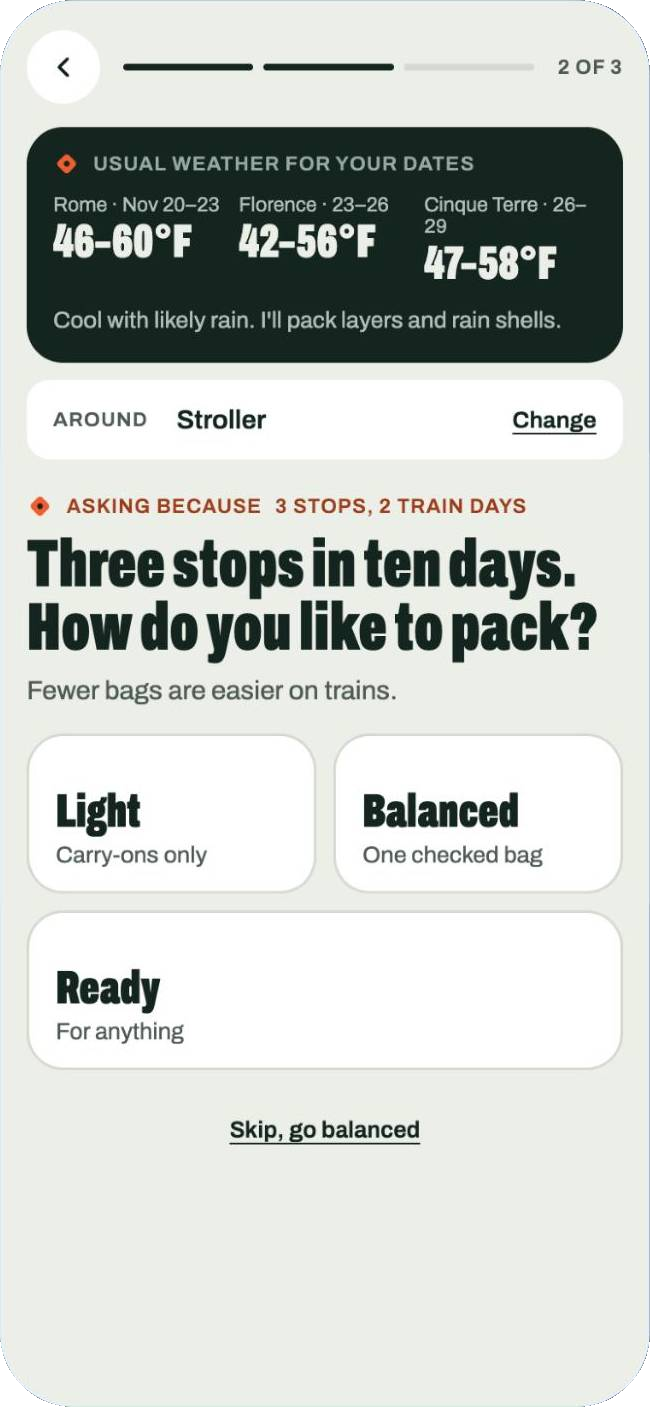 2 OF 3
USUAL WEATHER FOR YOUR DATES
Rome · Nov 20–23
46–60°F
Florence · 23–26
42–56°F
Cinque Terre · 26–
29
47–58°F
Cool with likely rain. I'll pack layers and rain shells.
AROUND Stroller Change
ASKING BECAUSE 3 STOPS, 2 TRAIN DAYS
Three stops in ten days.
How do you like to pack?
Fewer bags are easier on trains.
Light
Carry-ons only
Balanced
One checked bag
Ready
For anything
Skip, go balanced